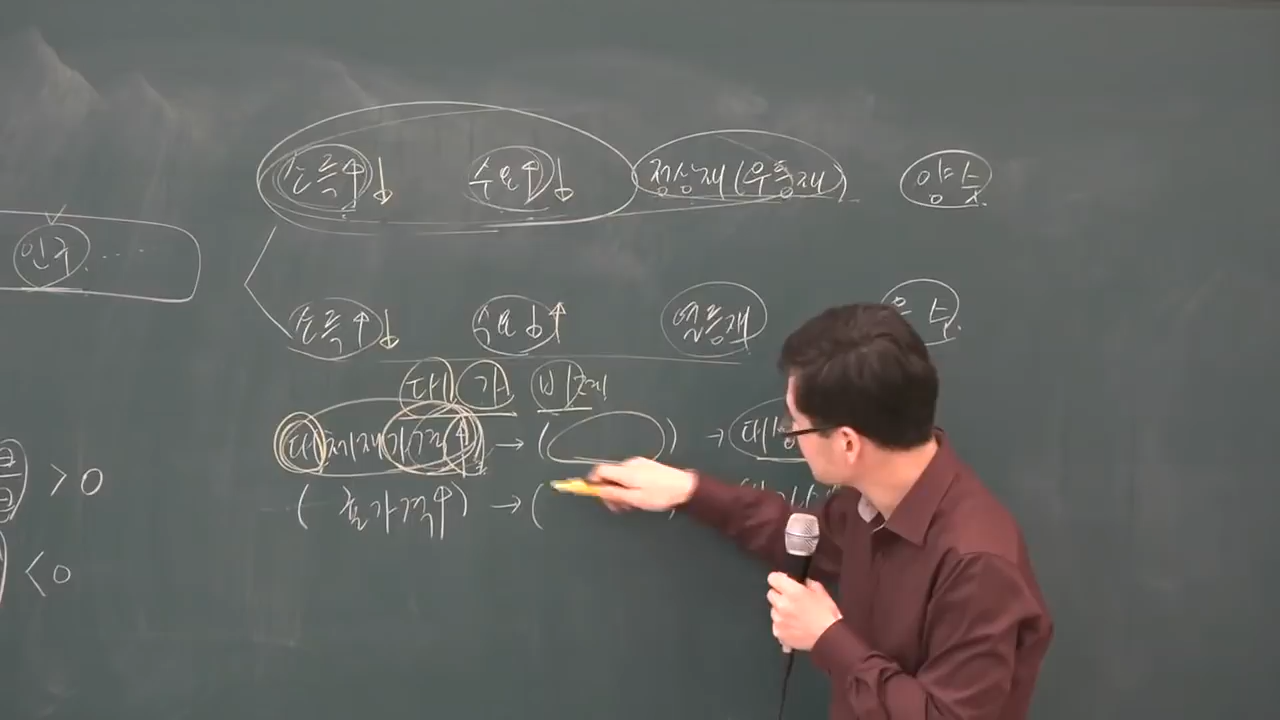 소득↑↓ 수요↑↓ 정상재(우등재) 양수.
인구. ···
소득↑↓ 수요↓↑ 열등재 음수.
대 가 비례
대체재가격↑ → ( ) → 대
>0
( 가격↑) → (
<0